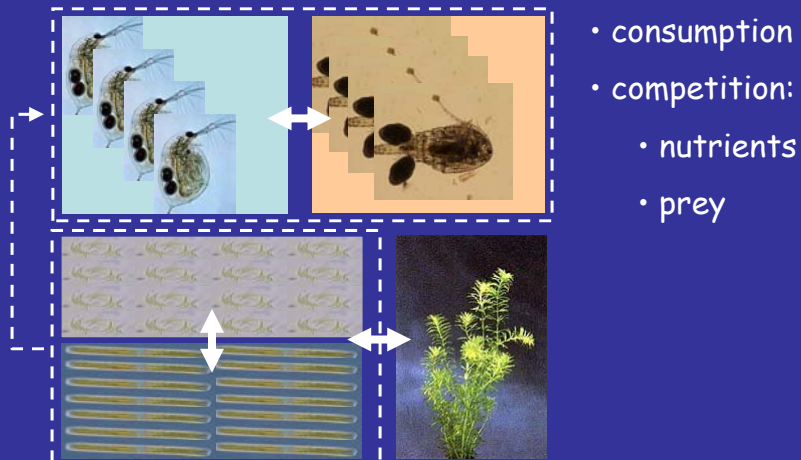 • consumption
• competition:
• nutrients
• prey